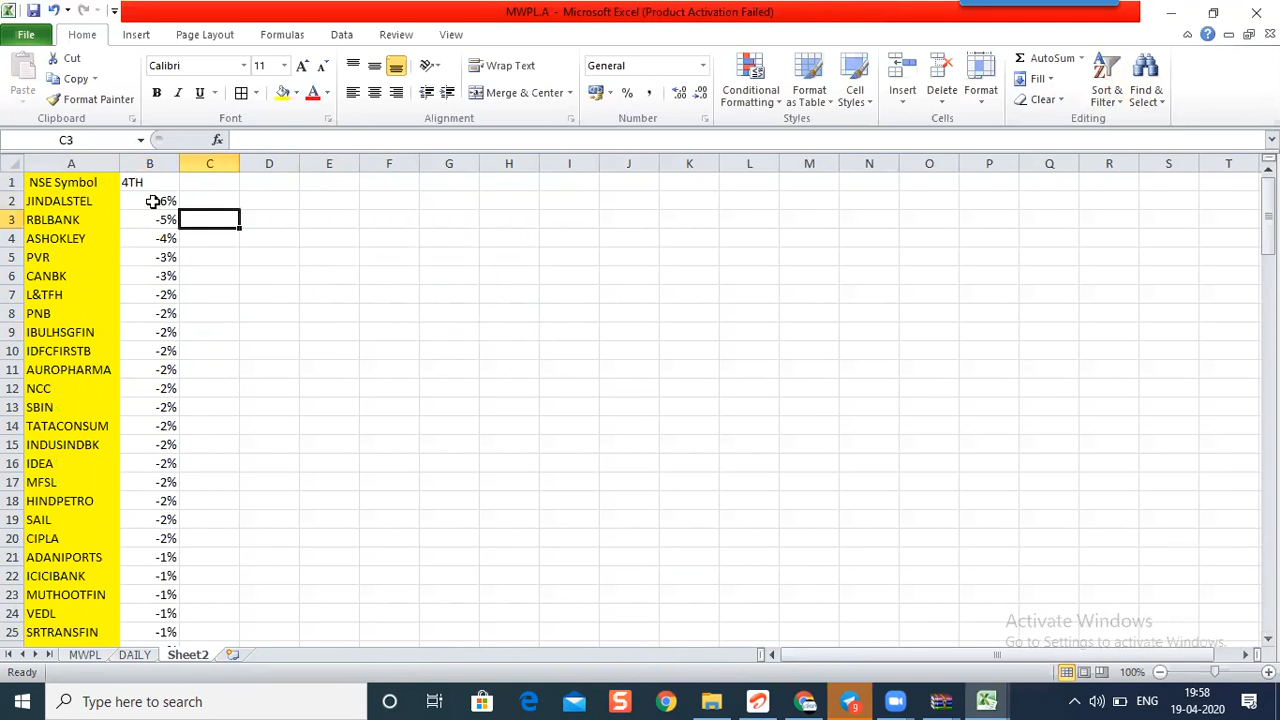 MWPL.A - Microsoft Excel (Product Activation Failed)
File Home Insert Page Layout Formulas Data Review View
Paste
Cut
Copy
Format Painter
Clipboard
Calibri 11
B I U
Font
Wrap Text
Merge & Center
Alignment
General
%
Number
Conditional Formatting
Format as Table
Cell Styles
Styles
Insert
Delete
Format
Cells
AutoSum
Fill
Clear
Sort & Filter
Find & Select
Editing
C3
fx
A B C D E F G H I J K L M N O P Q R S T
1 NSE Symbol 4TH
2 JINDALSTEL 6%
3 RBLBANK -5%
4 ASHOKLEY -4%
5 PVR -3%
6 CANBK -3%
7 L&TFH -2%
8 PNB -2%
9 IBULHSGFIN -2%
10 IDFCFIRSTB -2%
11 AUROPHARMA -2%
12 NCC -2%
13 SBIN -2%
14 TATACONSUM -2%
15 INDUSINDBK -2%
16 IDEA -2%
17 MFSL -2%
18 HINDPETRO -2%
19 SAIL -2%
20 CIPLA -2%
21 ADANIPORTS -1%
22 ICICIBANK -1%
23 MUTHOOTFIN -1%
24 VEDL -1%
25 SRTRANSFIN -1%
Activate Windows
Go to Settings to activate Windows.
MWPL DAILY Sheet2
Ready
100%
Type here to search
9
ENG
19:58
19-04-2020